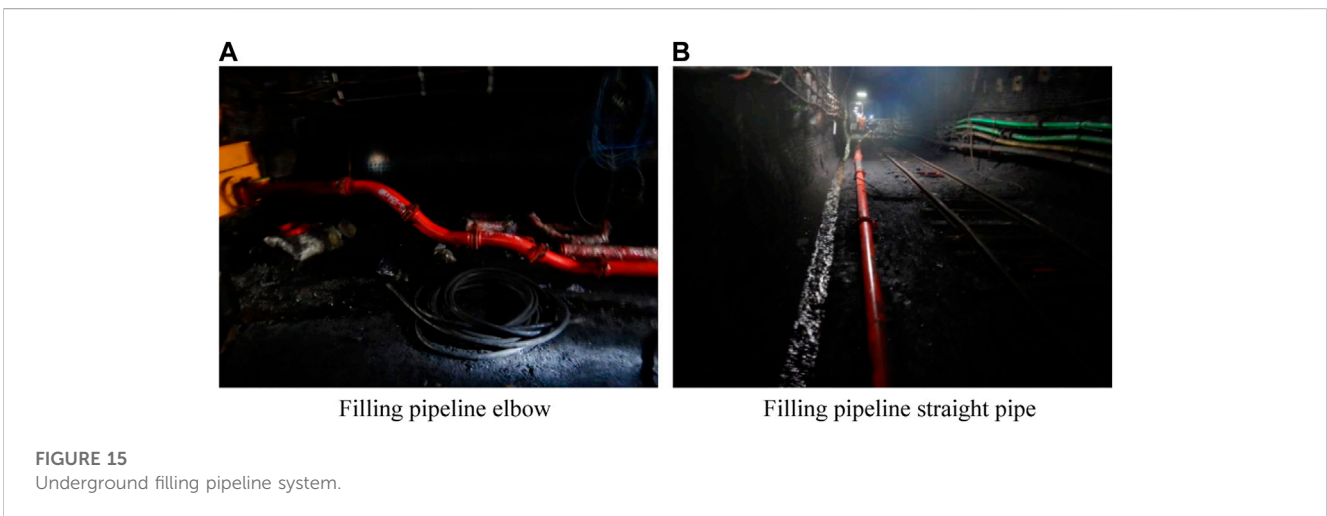 A
B
Filling pipeline elbow
Filling pipeline straight pipe
FIGURE 15
Underground filling pipeline system.